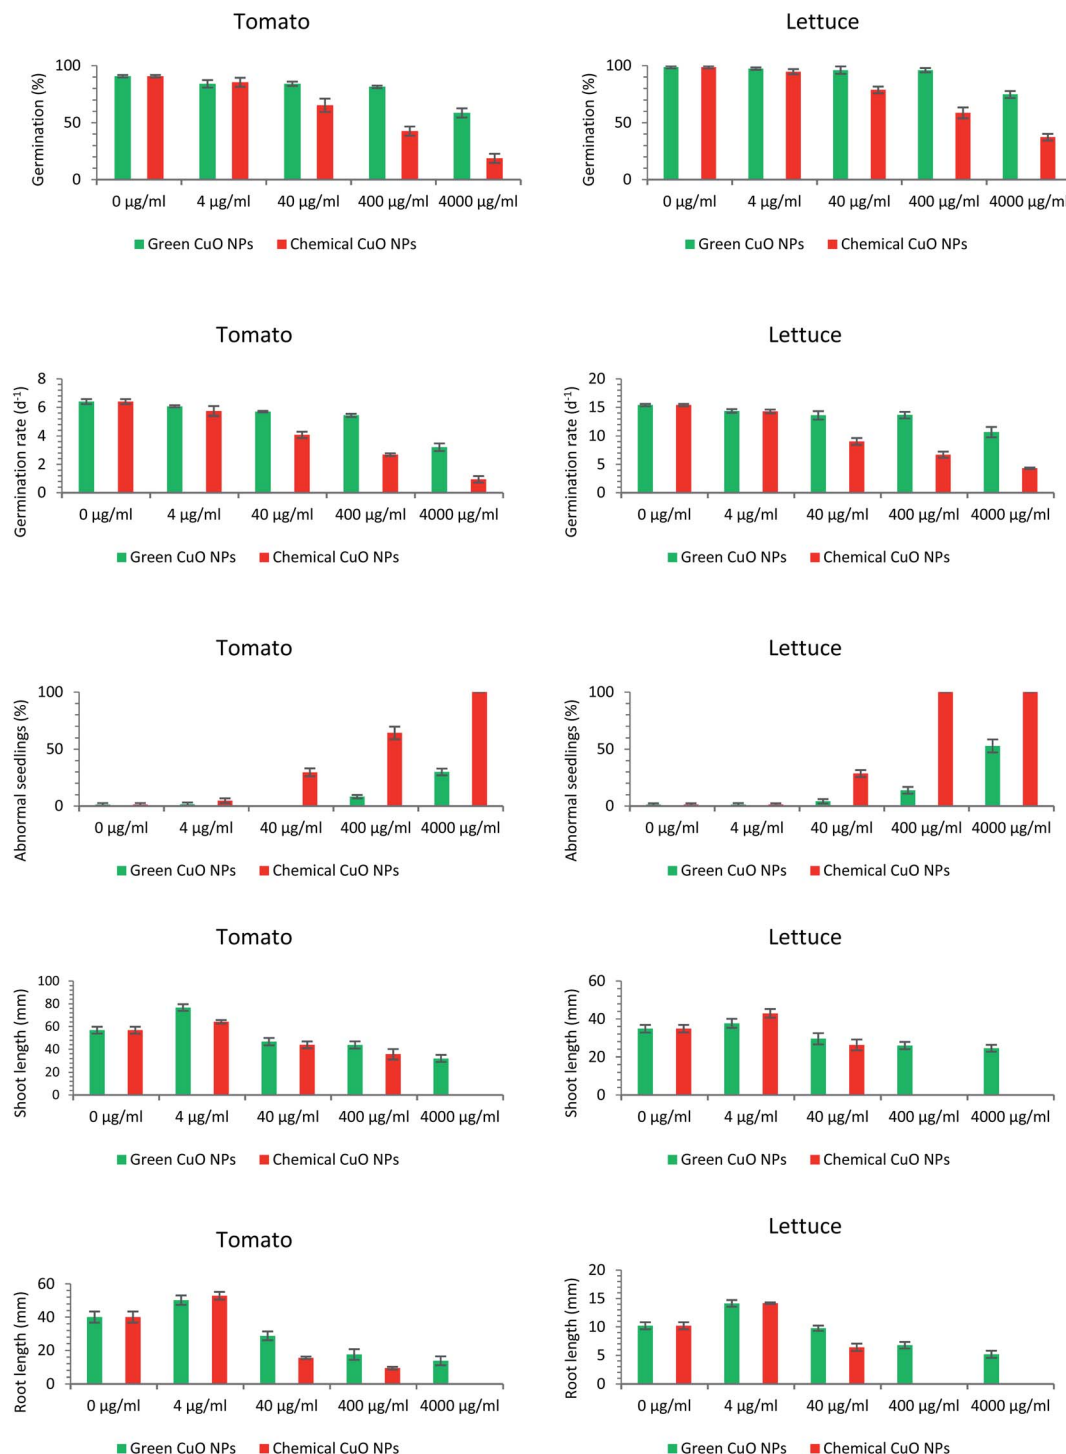 Tomato
Germination (%)
100
50
0
0 µg/ml 4 µg/ml 40 µg/ml 400 µg/ml 4000 µg/ml
Green CuO NPs Chemical CuO NPs
Lettuce
Germination (%)
100
50
0
0 µg/ml 4 µg/ml 40 µg/ml 400 µg/ml 4000 µg/ml
Green CuO NPs Chemical CuO NPs
Tomato
Germination rate (d⁻¹)
8
6
4
2
0
0 µg/ml 4 µg/ml 40 µg/ml 400 µg/ml 4000 µg/ml
Green CuO NPs Chemical CuO NPs
Lettuce
Germination rate (d⁻¹)
20
15
10
5
0
0 µg/ml 4 µg/ml 40 µg/ml 400 µg/ml 4000 µg/ml
Green CuO NPs Chemical CuO NPs
Tomato
Abnormal seedlings (%)
100
50
0
0 µg/ml 4 µg/ml 40 µg/ml 400 µg/ml 4000 µg/ml
Green CuO NPs Chemical CuO NPs
Lettuce
Abnormal seedlings (%)
100
50
0
0 µg/ml 4 µg/ml 40 µg/ml 400 µg/ml 4000 µg/ml
Green CuO NPs Chemical CuO NPs
Tomato
Shoot length (mm)
100
80
60
40
20
0
0 µg/ml 4 µg/ml 40 µg/ml 400 µg/ml 4000 µg/ml
Green CuO NPs Chemical CuO NPs
Lettuce
Shoot length (mm)
60
40
20
0
0 µg/ml 4 µg/ml 40 µg/ml 400 µg/ml 4000 µg/ml
Green CuO NPs Chemical CuO NPs
Tomato
Root length (mm)
60
40
20
0
0 µg/ml 4 µg/ml 40 µg/ml 400 µg/ml 4000 µg/ml
Green CuO NPs Chemical CuO NPs
Lettuce
Root length (mm)
20
15
10
5
0
0 µg/ml 4 µg/ml 40 µg/ml 400 µg/ml 4000 µg/ml
Green CuO NPs Chemical CuO NPs